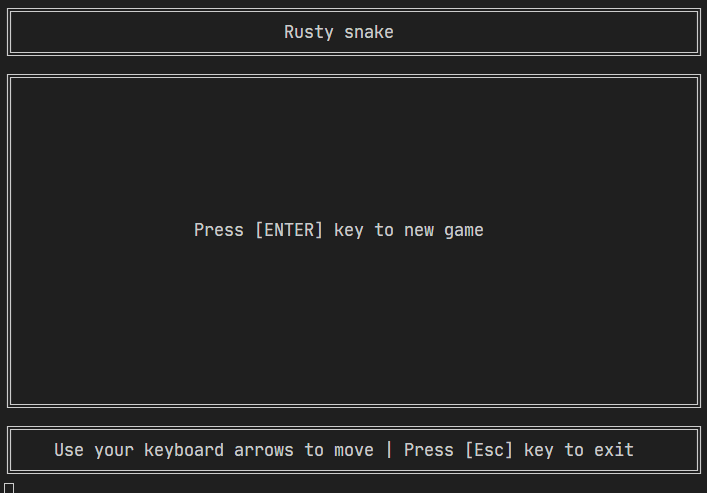 Rusty snake
Press [ENTER] key to new game
Use your keyboard arrows to move | Press [Esc] key to exit